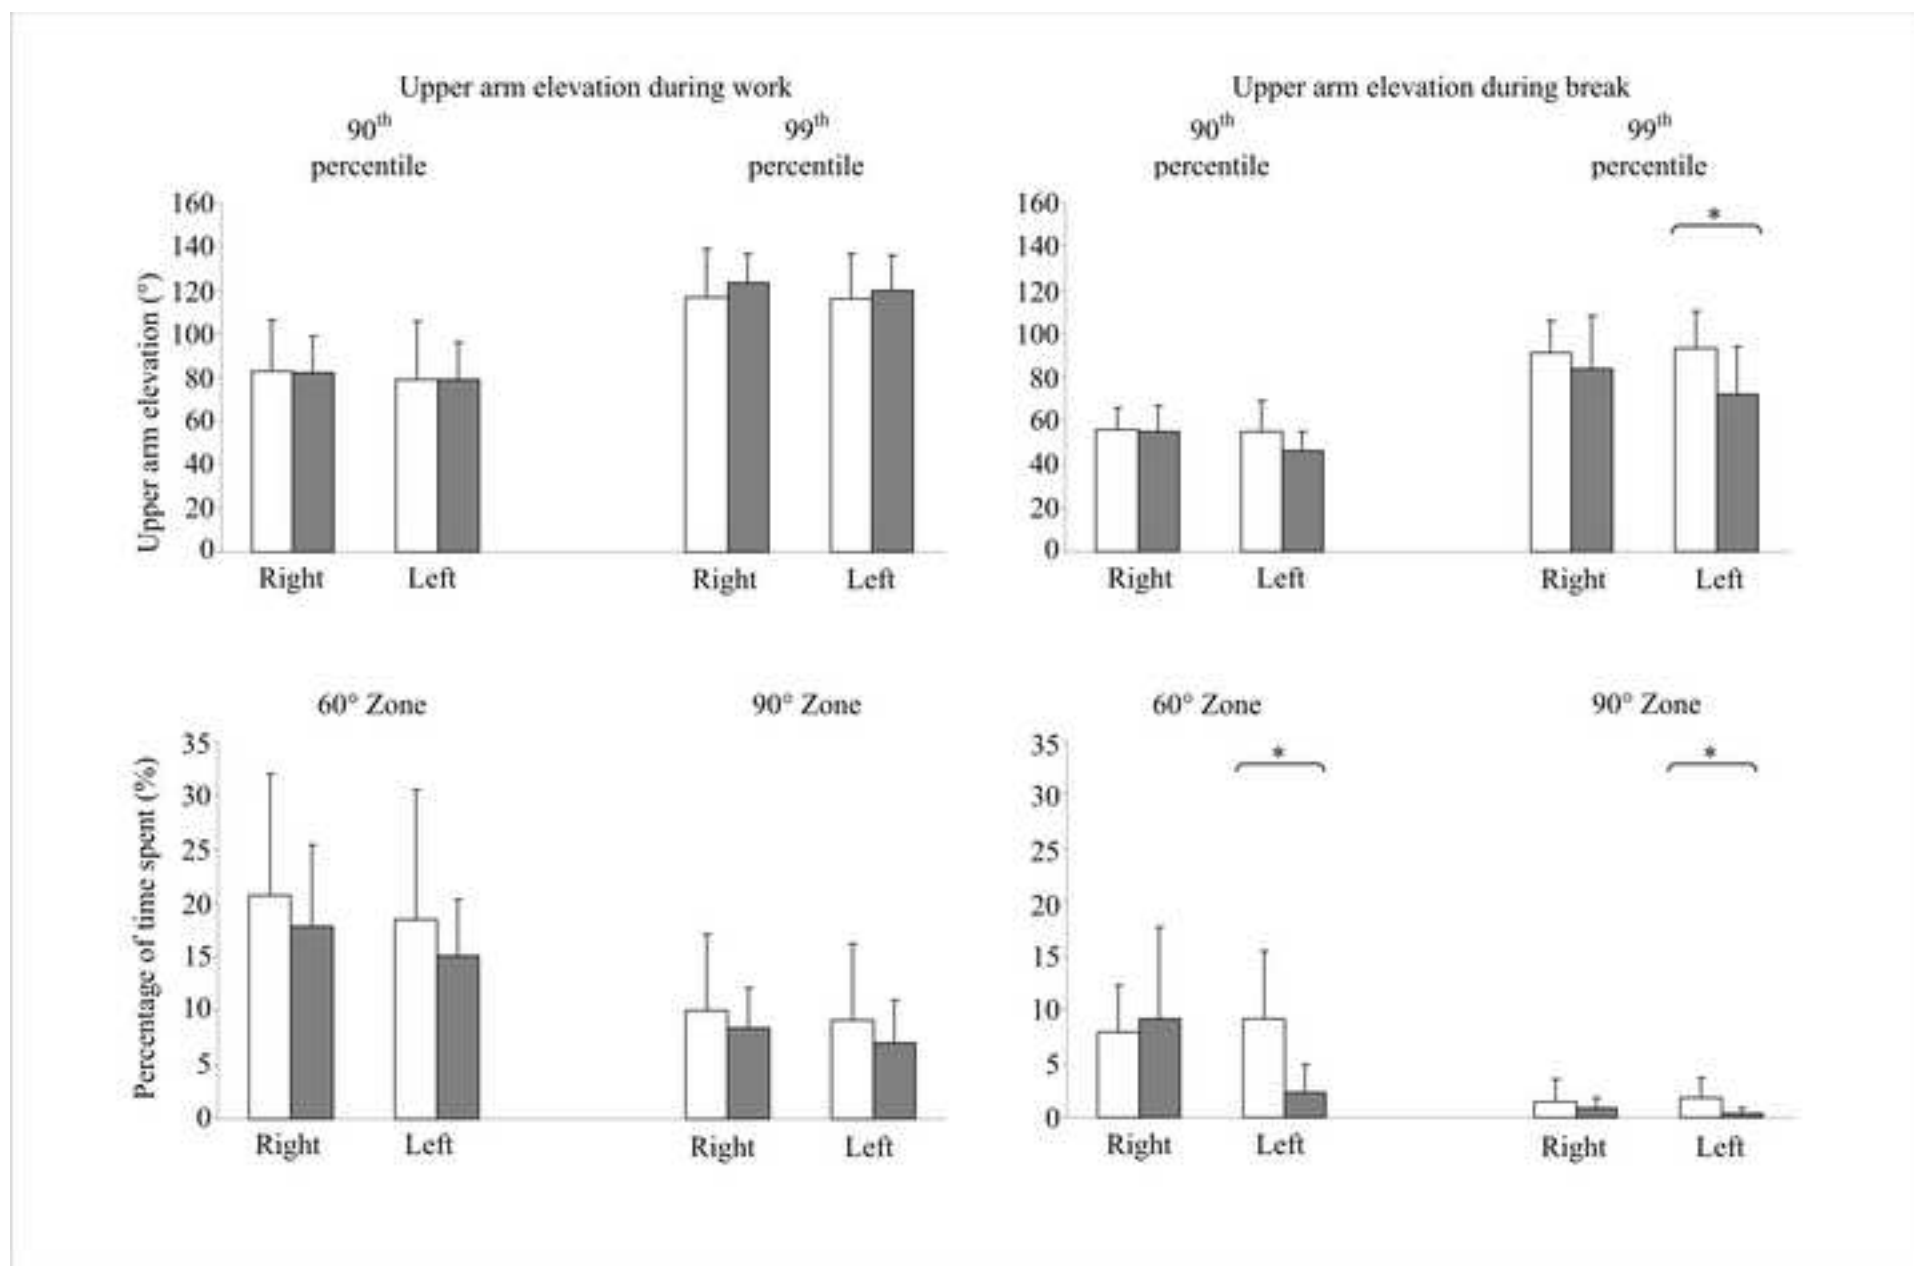 Upper arm elevation during work
90th
percentile
99th
percentile
Upper arm elevation (°)
160
140
120
100
80
60
40
20
0
Right
Left
Right
Left
Upper arm elevation during break
90th
percentile
99th
percentile
160
140
120
100
80
60
40
20
0
*
Right
Left
Right
Left
60° Zone
90° Zone
Percentage of time spent (%)
35
30
25
20
15
10
5
0
Right
Left
Right
Left
60° Zone
90° Zone
35
30
25
20
15
10
5
0
*
*
Right
Left
Right
Left